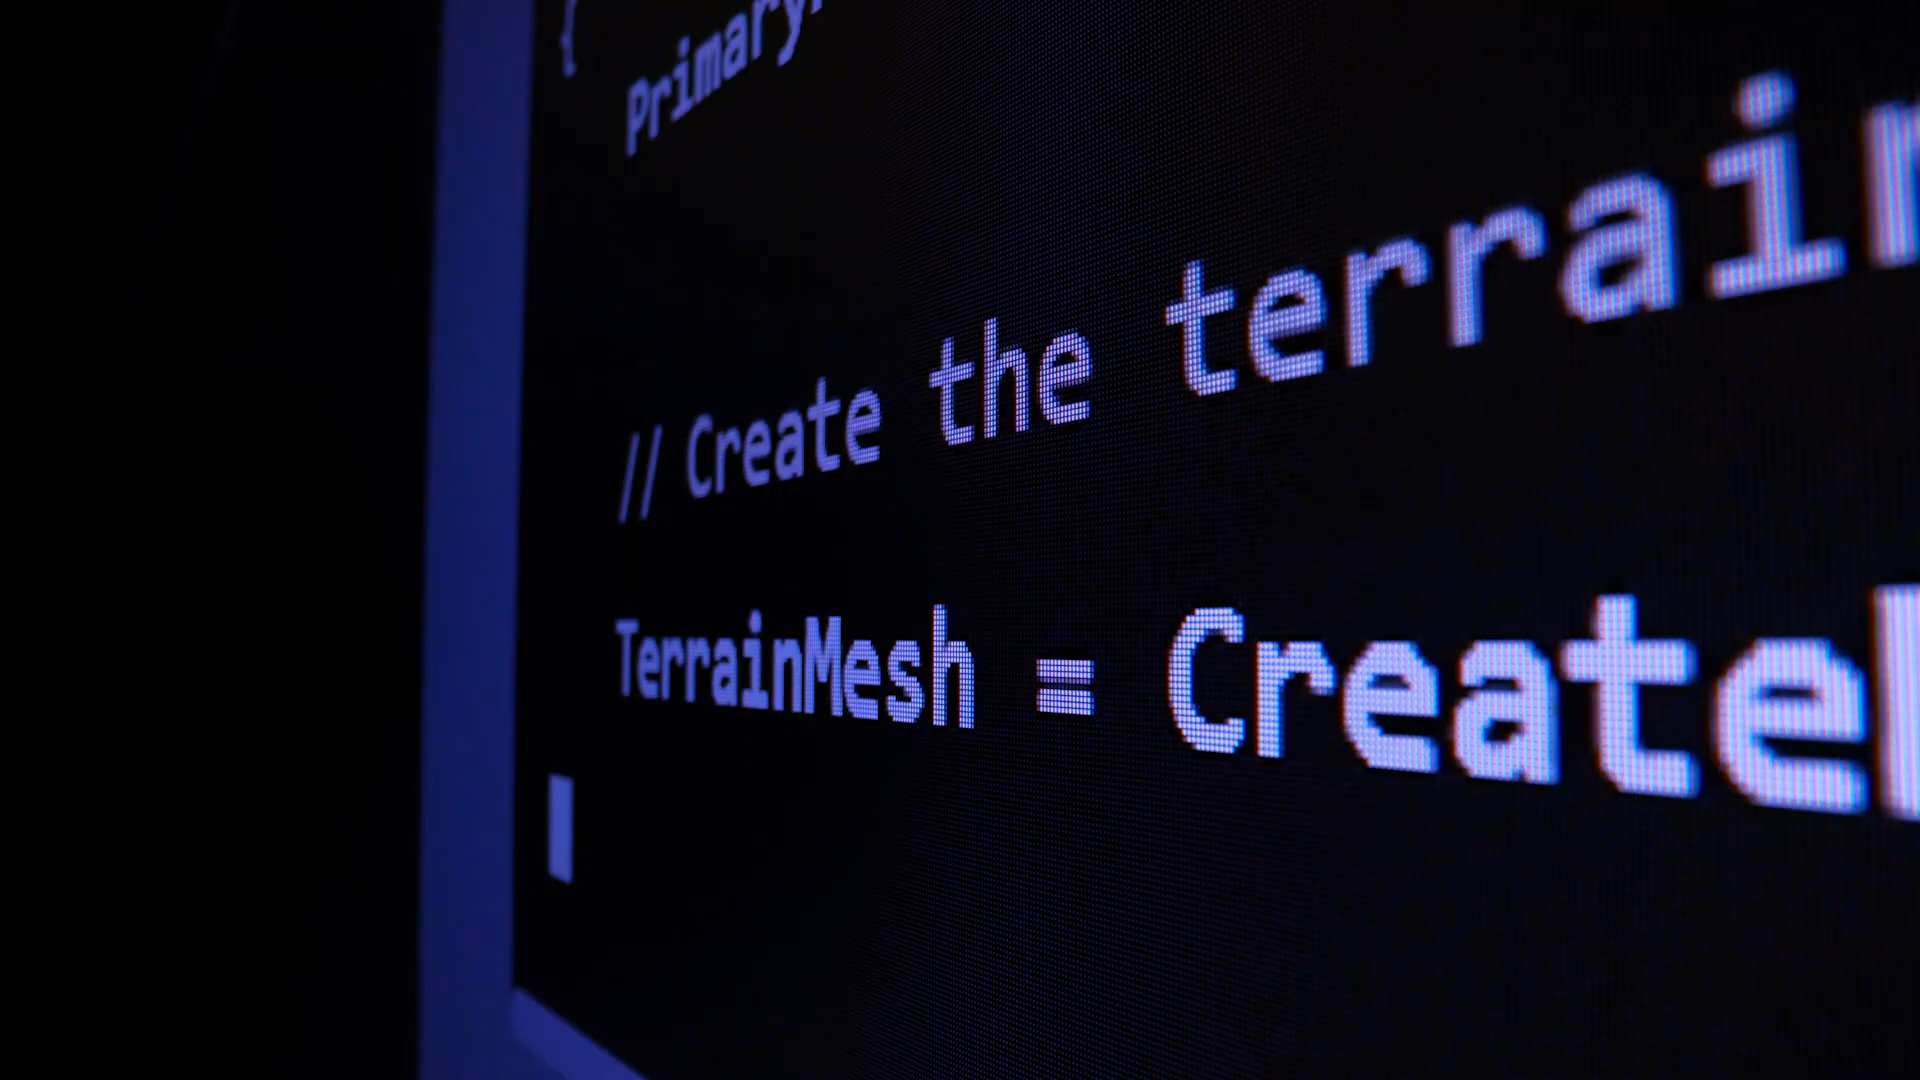 {
Primary
// Create the terrain
TerrainMesh = Create